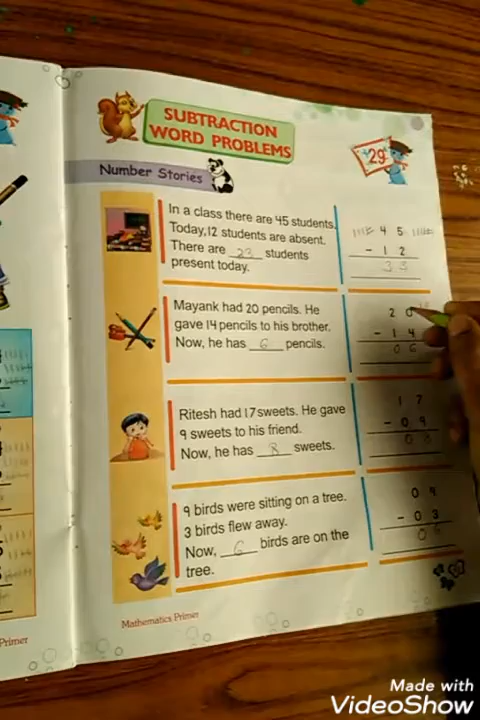 SUBTRACTION
WORD PROBLEMS
29
Number Stories
In a class there are 45 students.
Today,12 students are absent.
There are 23 students
present today.
4 5
- 1 2
3 3
Mayank had 20 pencils. He
gave 14 pencils to his brother.
Now, he has 6 pencils.
2 0
- 1 4
0 6
Ritesh had 17 sweets. He gave
9 sweets to his friend.
Now, he has 8 sweets.
1 7
- 0 9
0 8
9 birds were sitting on a tree.
3 birds flew away.
Now, 6 birds are on the
tree.
0 9
- 0 3
0 6
Mathematics Primer
Primer
Made with
VideoShow